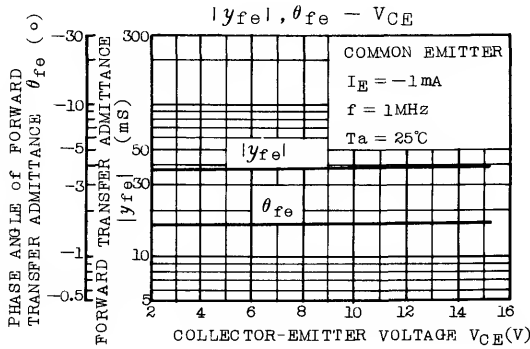 |yfe|, θfe – VCE
PHASE ANGLE OF FORWARD
TRANSFER ADMITTANCE θfe (°)
-30
-10
-5
-3
-1
-0.5
FORWARD TRANSFER ADMITTANCE
|yfe| (mS)
300
100
50
30
10
5
COMMON EMITTER
IE = -1mA
f = 1MHz
Ta = 25℃
|yfe|
θfe
2 4 6 8 10 12 14 16
COLLECTOR-EMITTER VOLTAGE VCE(V)